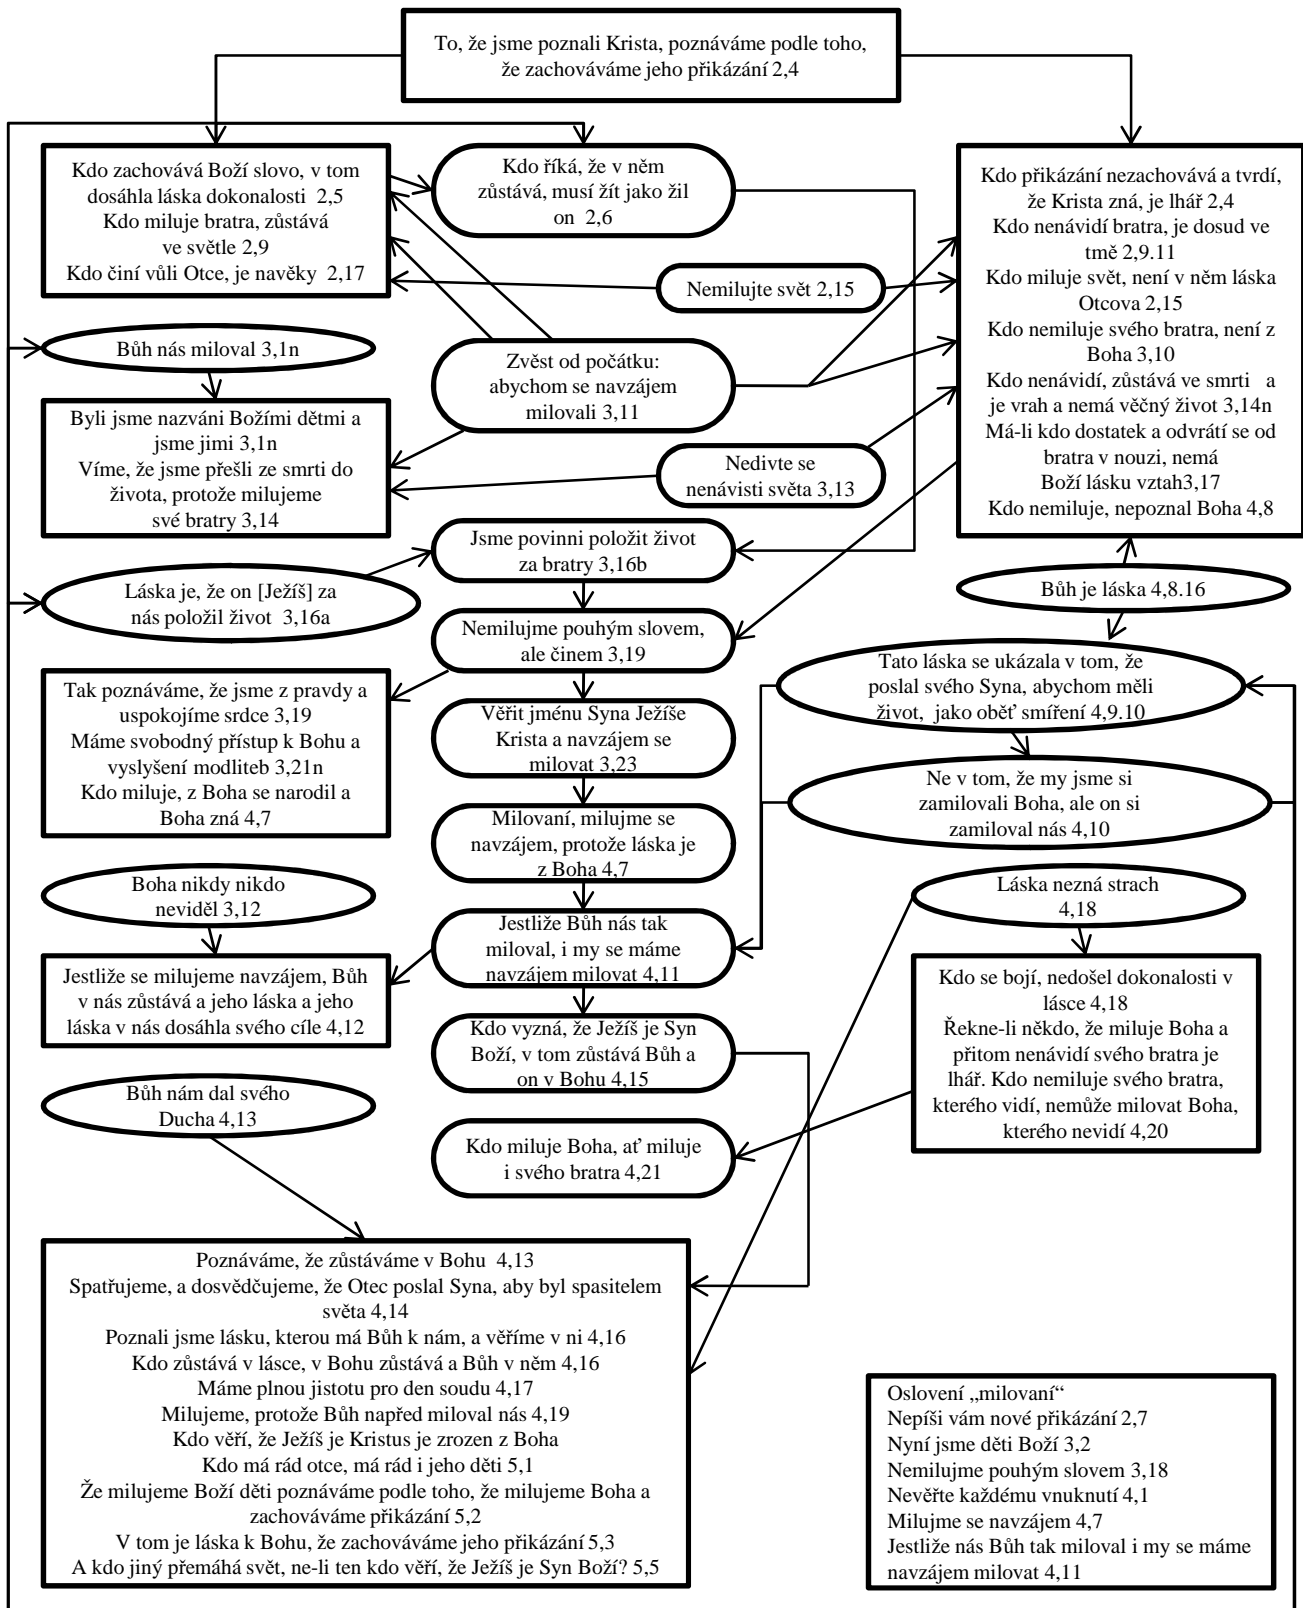 To, že jsme poznali Krista, poznáváme podle toho,
že zachováváme jeho přikázání 2,4
Kdo zachovává Boží slovo, v tom
dosáhla láska dokonalosti 2,5
Kdo miluje bratra, zůstává
ve světle 2,9
Kdo činí vůli Otce, je navěky 2,17
Kdo říká, že v něm
zůstává, musí žít jako žil
on 2,6
Kdo přikázání nezachovává a tvrdí,
že Krista zná, je lhář 2,4
Kdo nenávidí bratra, je dosud ve
tmě 2,9.11
Kdo miluje svět, není v něm láska
Otcova 2,15
Kdo nemiluje svého bratra, není z
Boha 3,10
Kdo nenávidí, zůstává ve smrti a
je vrah a nemá věčný život 3,14n
Má-li kdo dostatek a odvrátí se od
bratra v nouzi, nemá
Boží lásku vztah3,17
Kdo nemiluje, nepoznal Boha 4,8
Nemilujte svět 2,15
Bůh nás miloval 3,1n
Zvěst od počátku:
abychom se navzájem
milovali 3,11
Byli jsme nazváni Božími dětmi a
jsme jimi 3,1n
Víme, že jsme přešli ze smrti do
života, protože milujeme
své bratry 3,14
Nedivte se
nenávisti světa 3,13
Jsme povinni položit život
za bratry 3,16b
Láska je, že on [Ježíš] za
nás položil život 3,16a
Bůh je láska 4,8.16
Nemilujme pouhým slovem,
ale činem 3,19
Tato láska se ukázala v tom, že
poslal svého Syna, abychom měli
život, jako oběť smíření 4,9.10
Tak poznáváme, že jsme z pravdy a
uspokojíme srdce 3,19
Máme svobodný přístup k Bohu a
vyslyšení modliteb 3,21n
Kdo miluje, z Boha se narodil a
Boha zná 4,7
Věřit jménu Syna Ježíše
Krista a navzájem se
milovat 3,23
Ne v tom, že my jsme si
zamilovali Boha, ale on si
zamiloval nás 4,10
Milovaní, milujme se
navzájem, protože láska je
z Boha 4,7
Boha nikdy nikdo
neviděl 3,12
Láska nezná strach
4,18
Jestliže Bůh nás tak
miloval, i my se máme
navzájem milovat 4,11
Jestliže se milujeme navzájem, Bůh
v nás zůstává a jeho láska a jeho
láska v nás dosáhla svého cíle 4,12
Kdo se bojí, nedošel dokonalosti v
lásce 4,18
Řekne-li někdo, že miluje Boha a
přitom nenávidí svého bratra je
lhář. Kdo nemiluje svého bratra,
kterého vidí, nemůže milovat Boha,
kterého nevidí 4,20
Kdo vyzná, že Ježíš je Syn
Boží, v tom zůstává Bůh a
on v Bohu 4,15
Bůh nám dal svého
Ducha 4,13
Kdo miluje Boha, ať miluje
i svého bratra 4,21
Poznáváme, že zůstáváme v Bohu 4,13
Spatřujeme, a dosvědčujeme, že Otec poslal Syna, aby byl spasitelem
světa 4,14
Poznali jsme lásku, kterou má Bůh k nám, a věříme v ni 4,16
Kdo zůstává v lásce, v Bohu zůstává a Bůh v něm 4,16
Máme plnou jistotu pro den soudu 4,17
Milujeme, protože Bůh napřed miloval nás 4,19
Kdo věří, že Ježíš je Kristus je zrozen z Boha
Kdo má rád otce, má rád i jeho děti 5,1
Že milujeme Boží děti poznáváme podle toho, že milujeme Boha a
zachováváme přikázání 5,2
V tom je láska k Bohu, že zachováváme jeho přikázání 5,3
A kdo jiný přemáhá svět, ne-li ten kdo věří, že Ježíš je Syn Boží? 5,5
Oslovení „milovaní“
Nepíši vám nové přikázání 2,7
Nyní jsme děti Boží 3,2
Nemilujme pouhým slovem 3,18
Nevěřte každému vnuknutí 4,1
Milujme se navzájem 4,7
Jestliže nás Bůh tak miloval i my se máme
navzájem milovat 4,11